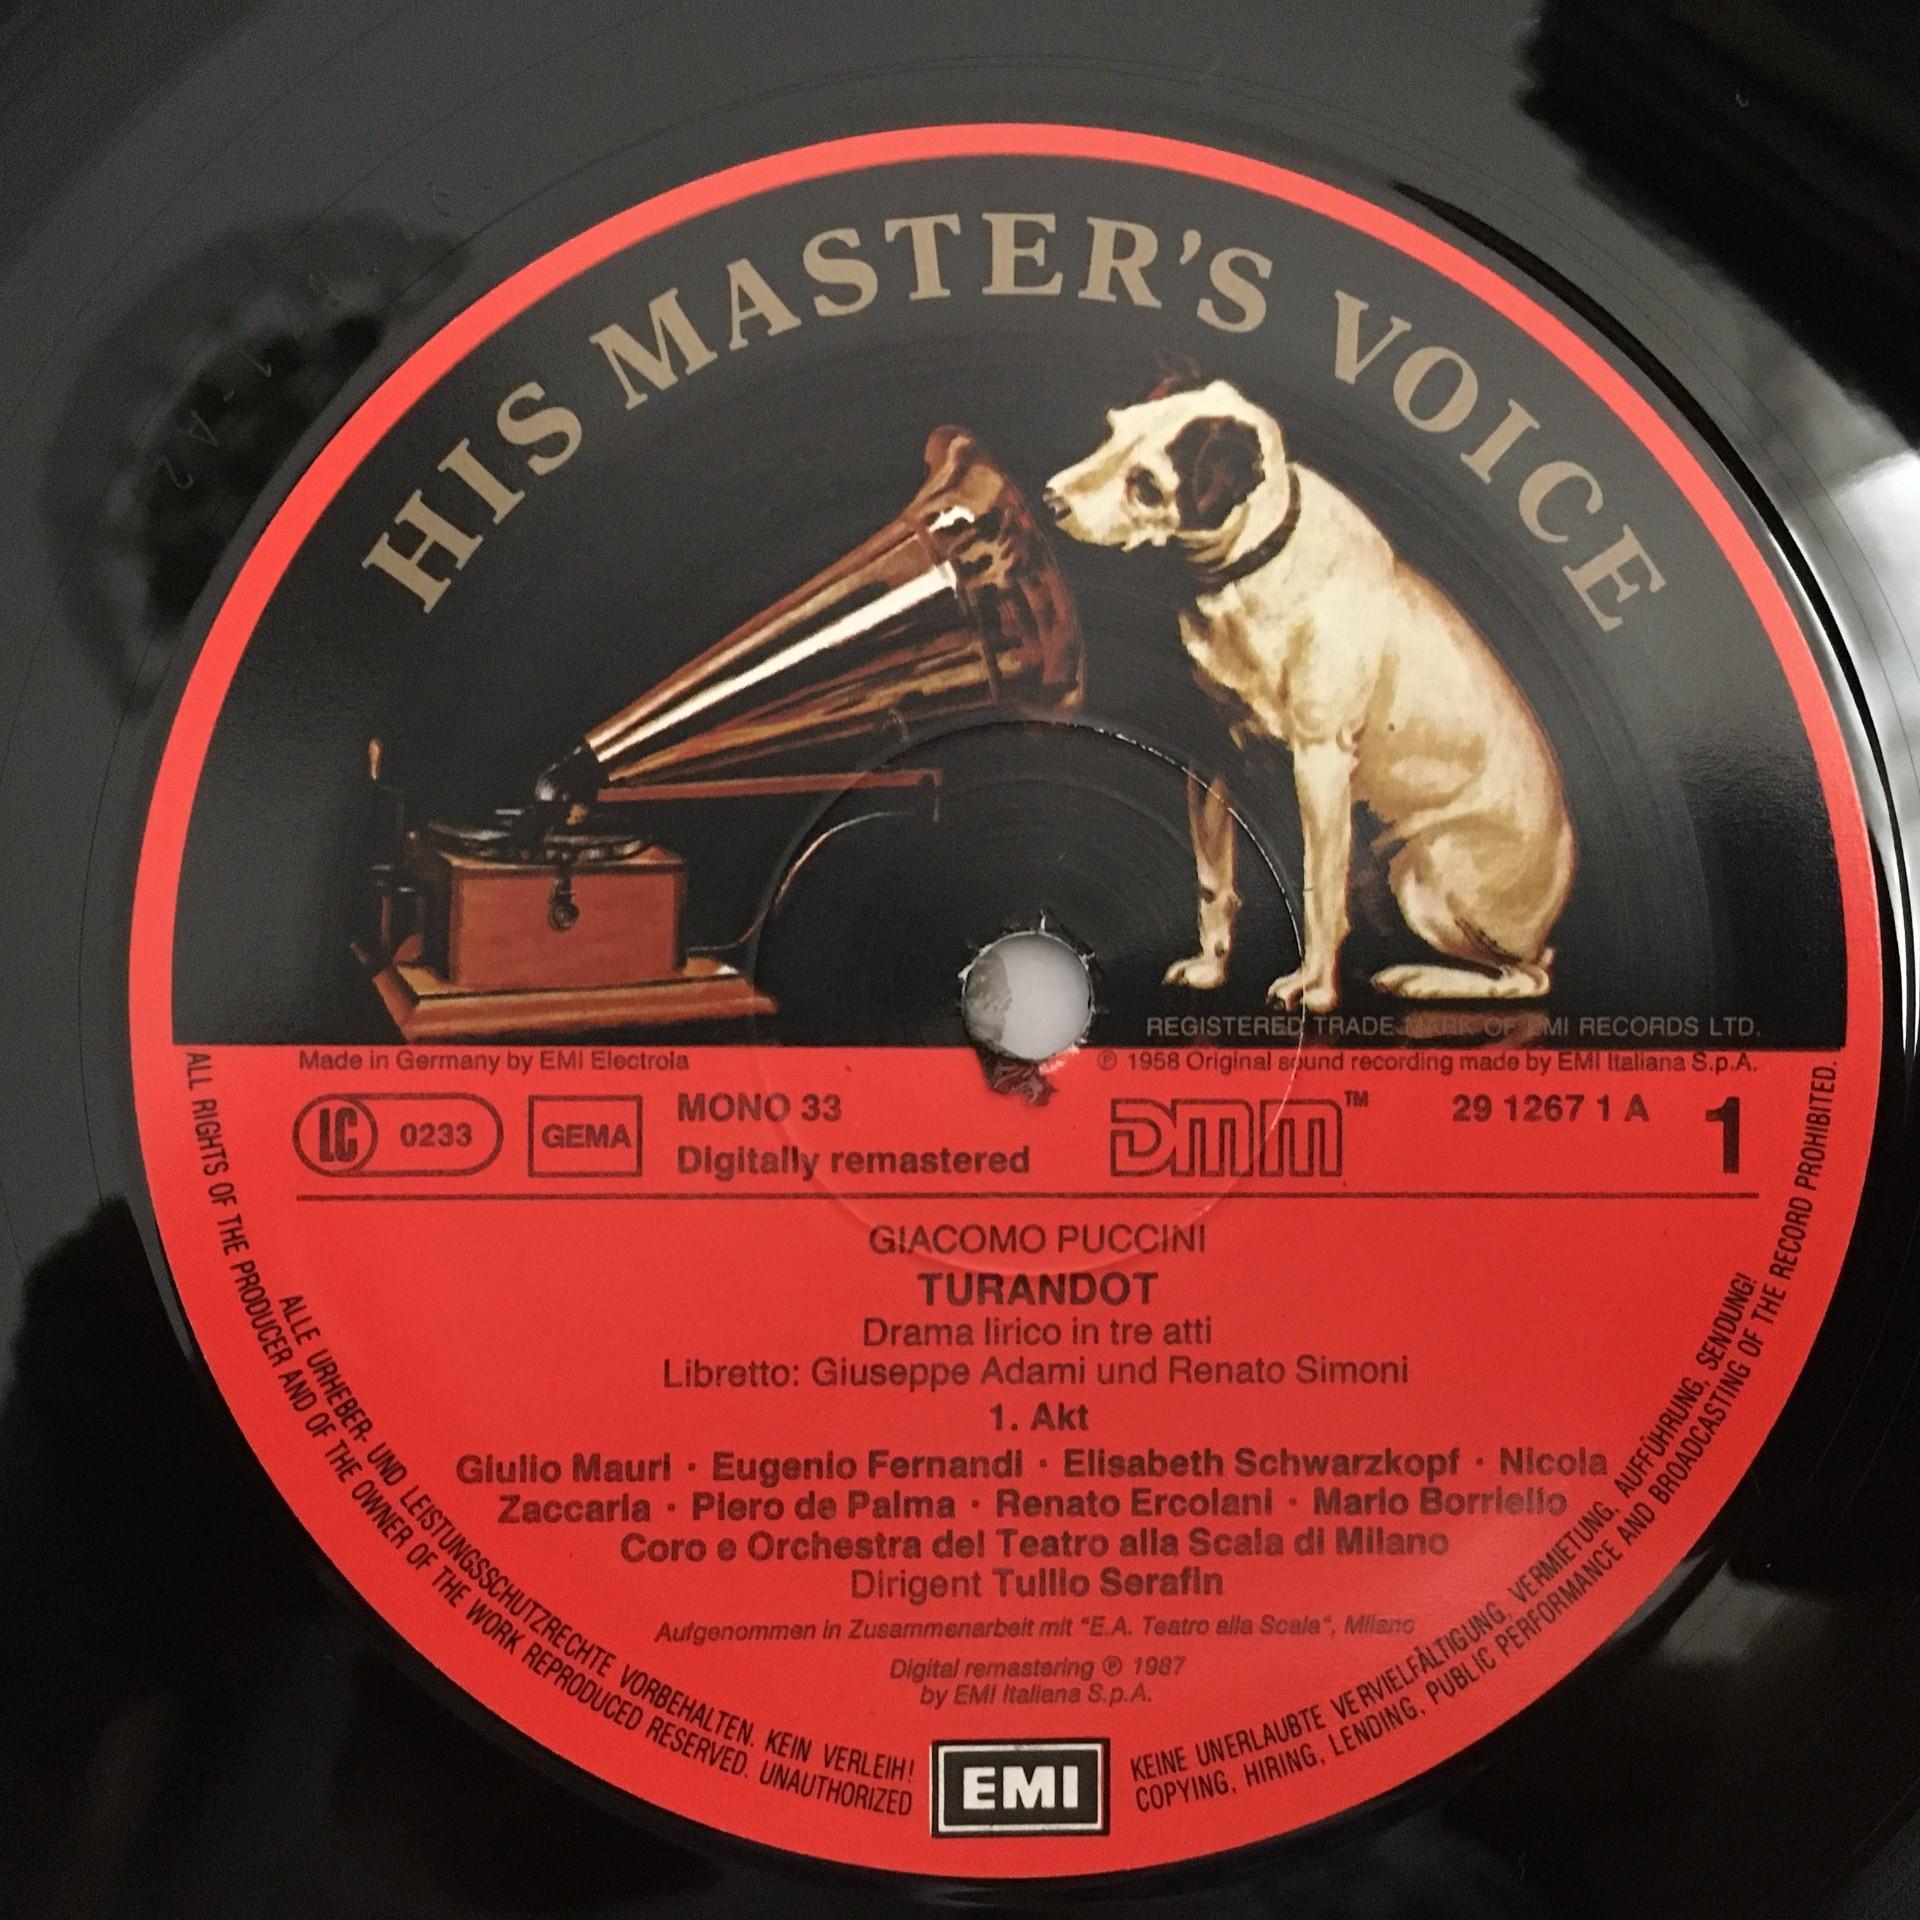 HIS MASTER'S VOICE
REGISTERED TRADE MARK OF EMI RECORDS LTD.
Made in Germany by EMI Electrola
℗ 1958 Original sound recording made by EMI Italiana S.p.A.
LC 0233
GEMA
MONO 33
Digitally remastered
DMM™
29 1267 1 A
1
GIACOMO PUCCINI
TURANDOT
Drama lirico in tre atti
Libretto: Giuseppe Adami und Renato Simoni
1. Akt
Giulio Mauri · Eugenio Fernandi · Elisabeth Schwarzkopf · Nicola
Zaccaria · Piero de Palma · Renato Ercolani · Mario Borriello
Coro e Orchestra del Teatro alla Scala di Milano
Dirigent Tullio Serafin
Aufgenommen in Zusammenarbeit mit "E.A. Teatro alla Scala", Milano
Digital remastering ℗ 1987
by EMI Italiana S.p.A.
EMI
ALLE URHEBER- UND LEISTUNGSSCHUTZRECHTE VORBEHALTEN. KEIN VERLEIH!
KEINE UNERLAUBTE VERVIELFÄLTIGUNG, VERMIETUNG, AUFFÜHRUNG, SENDUNG!
ALL RIGHTS OF THE PRODUCER AND OF THE OWNER OF THE WORK REPRODUCED RESERVED. UNAUTHORIZED
COPYING, HIRING, LENDING, PUBLIC PERFORMANCE AND BROADCASTING OF THE RECORD PROHIBITED.